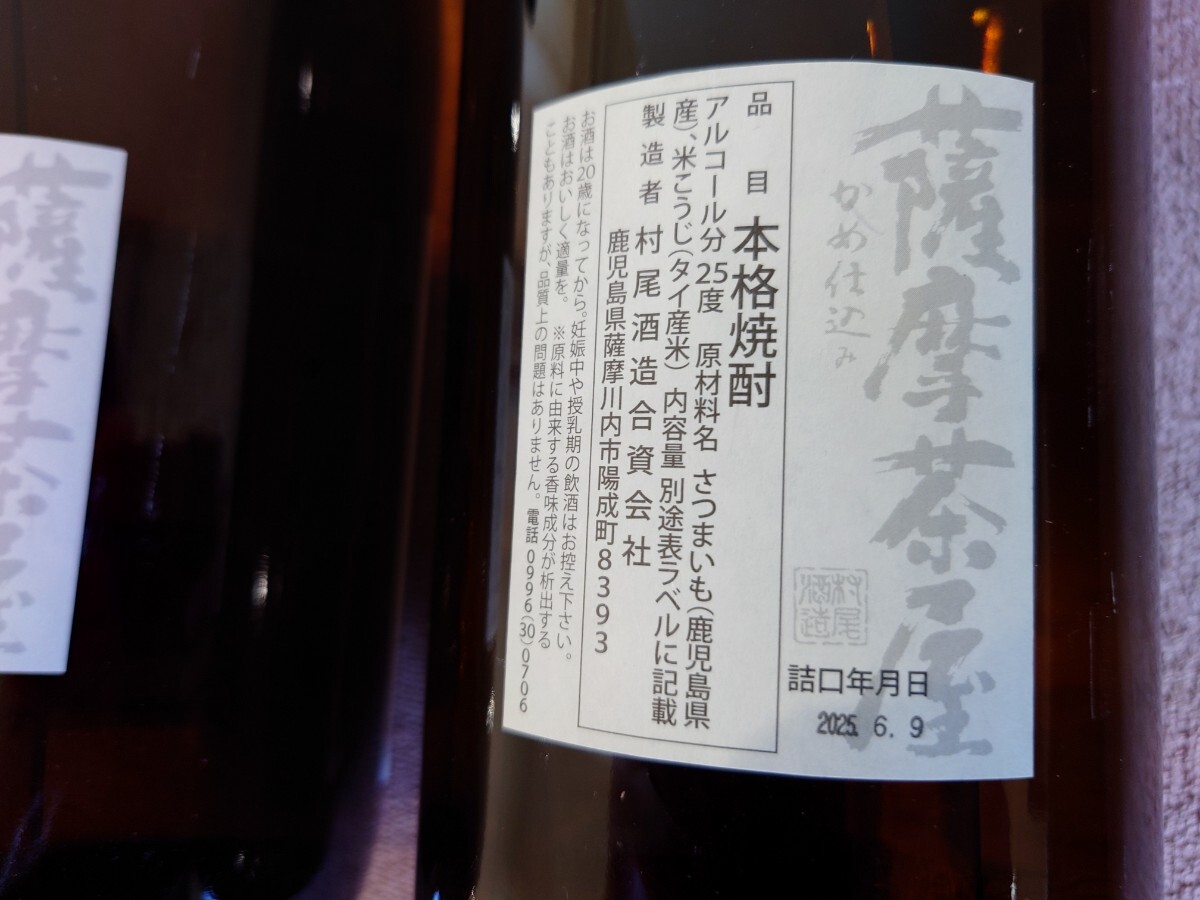 薩摩茶屋
かめ仕込み
村尾
酒造
詰口年月日
2025. 6. 9
品目 本格焼酎
アルコール分 25度 原材料名 さつまいも(鹿児島県
産)、米こうじ(タイ産米) 内容量 別途表ラベルに記載
製造者 村尾酒造合資会社
鹿児島県薩摩川内市陽成町8393
お酒は20歳になってから。妊娠中や授乳期の飲酒はお控え下さい。
お酒はおいしく適量を。 ※原料に由来する香味成分が析出する
こともありますが、品質上の問題はありません。 電話 0996(30)0706
薩摩茶屋